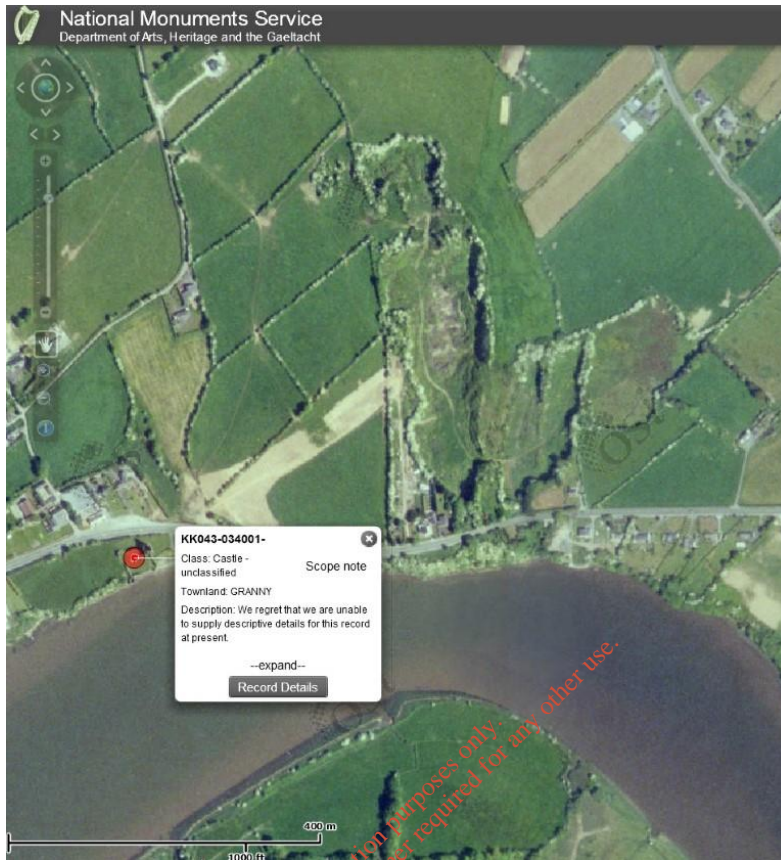 National Monuments Service
Department of Arts, Heritage and the Gaeltacht
KK043-034001-
Class: Castle -
unclassified
Scope note
Townland: GRANNY
Description: We regret that we are unable
to supply descriptive details for this record
at present.
--expand--
Record Details
purposes only.
required for any other use.
400 m
1000 ft